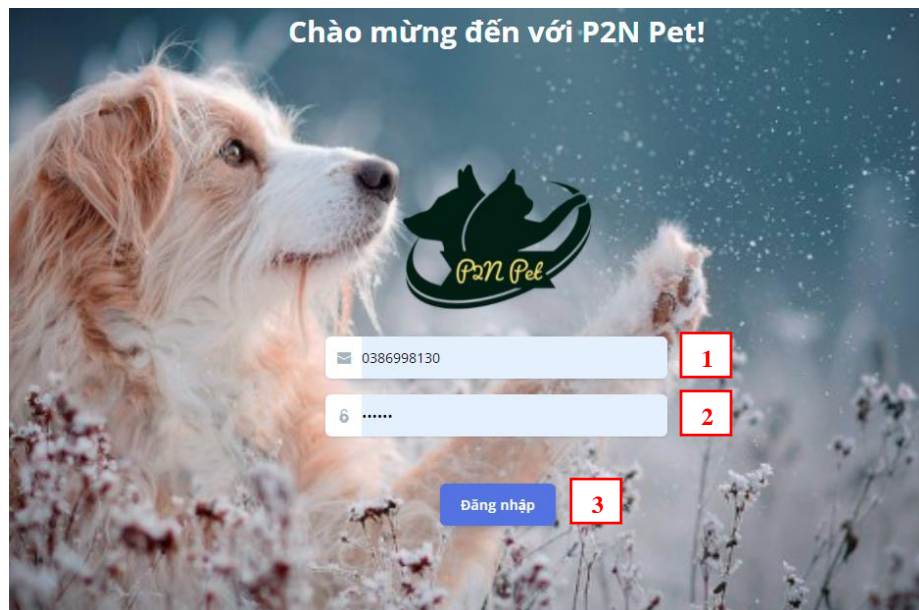 Chào mừng đến với P2N Pet!
P2N Pet
0386998130
1
••••••
2
Đăng nhập
3